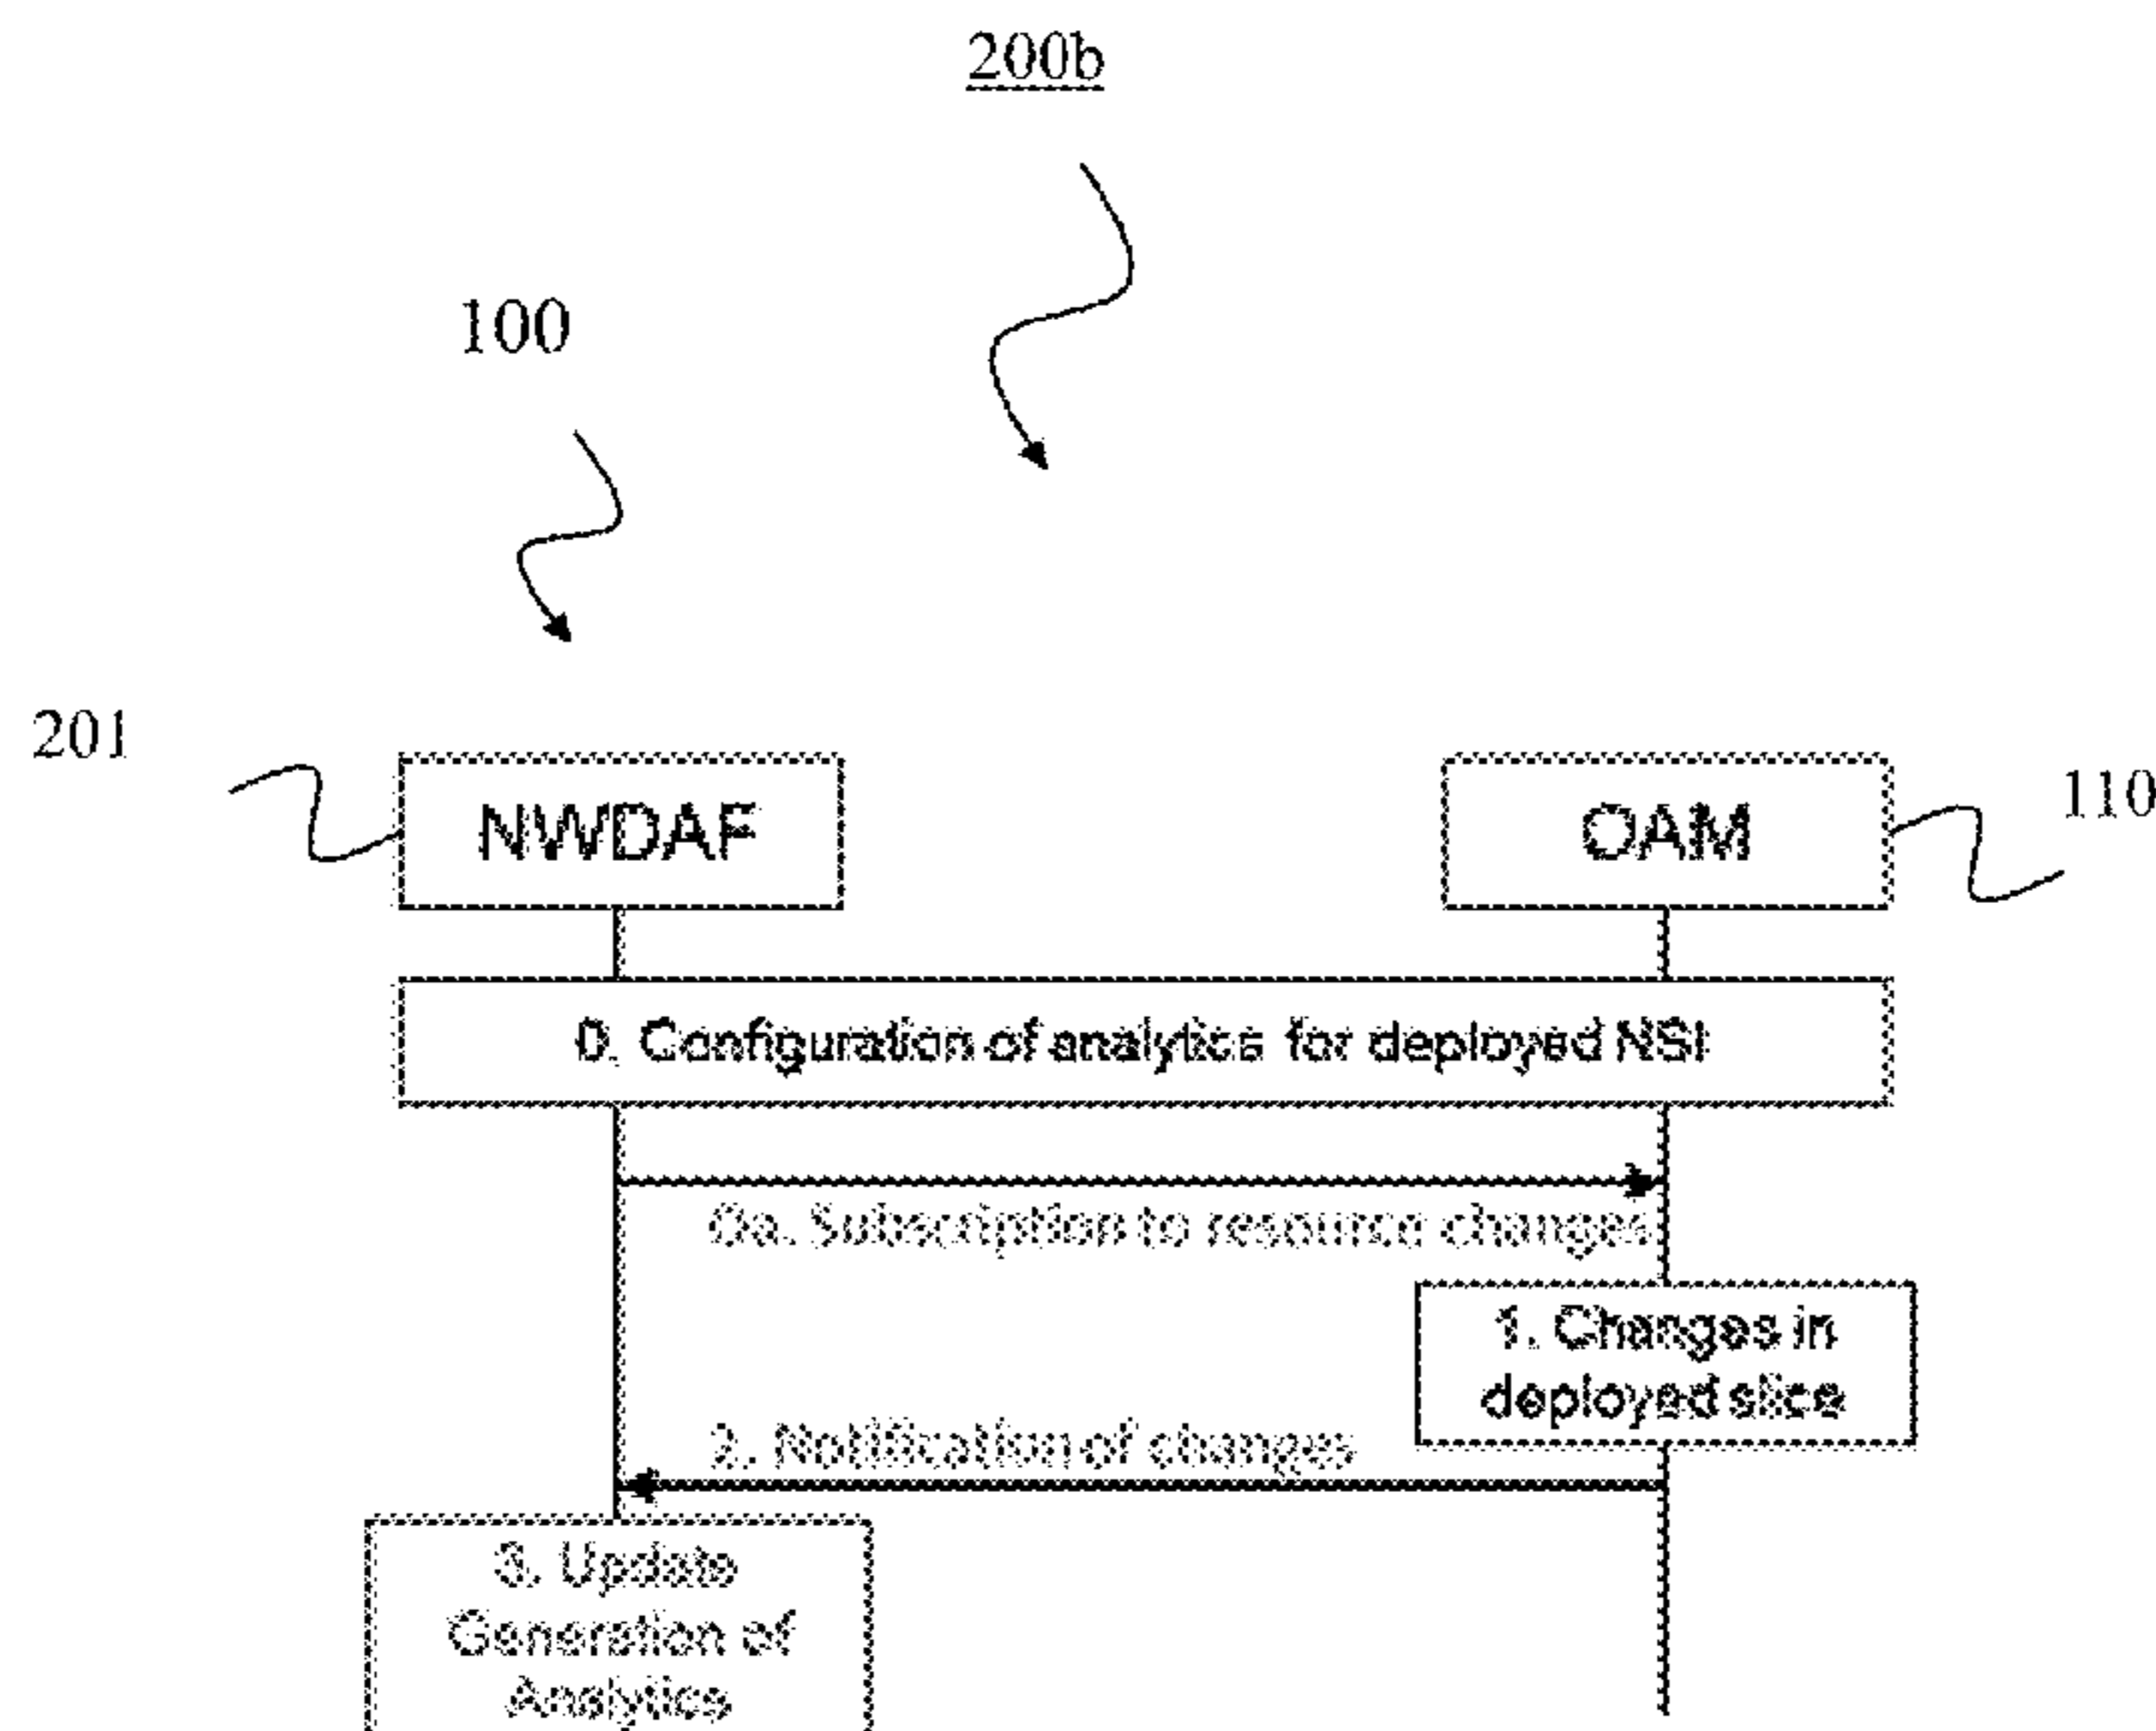 200b
100
201
110
NWDAF
OAM
0. Configuration of analytics for deployed NSI
0a. Subscription to resource changes
1. Changes in
deployed slice
2. Notification of changes
3. Update
Generation of
Analytics